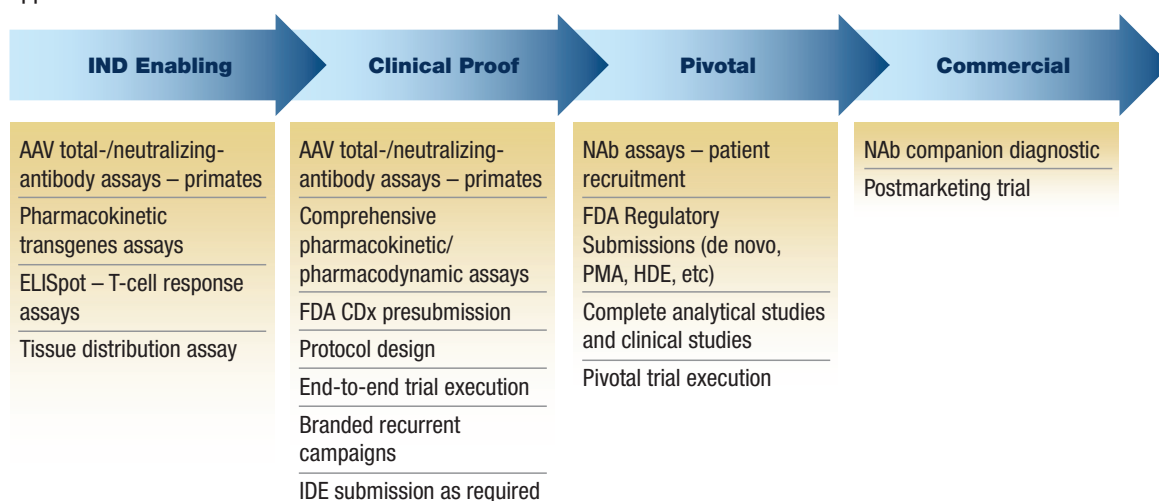 IND Enabling
Clinical Proof
Pivotal
Commercial
AAV total-/neutralizing-
antibody assays – primates
Pharmacokinetic
transgenes assays
ELISpot – T-cell response
assays
Tissue distribution assay
AAV total-/neutralizing-
antibody assays – primates
Comprehensive
pharmacokinetic/
pharmacodynamic assays
FDA CDx presubmission
Protocol design
End-to-end trial execution
Branded recurrent
campaigns
IDE submission as required
NAb assays – patient
recruitment
FDA Regulatory
Submissions (de novo,
PMA, HDE, etc)
Complete analytical studies
and clinical studies
Pivotal trial execution
NAb companion diagnostic
Postmarketing trial